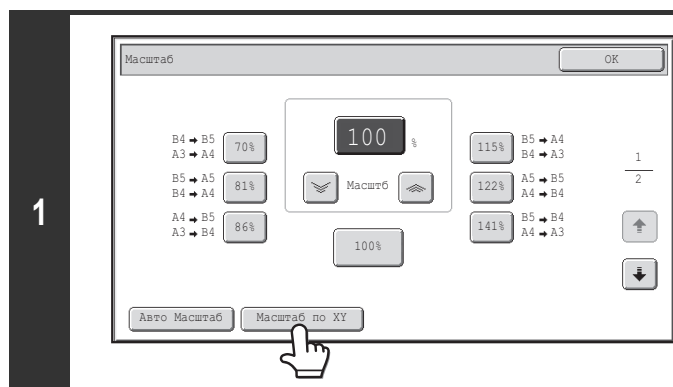 1
Масштаб
OK
B4 → B5
A3 → A4
70%
B5 → A5
B4 → A4
81%
A4 → B5
A3 → B4
86%
100 %
Масштб
100%
115%
B5 → A4
B4 → A3
122%
A5 → B5
A4 → B4
141%
B5 → B4
A4 → A3
1
2
Авто Масштаб
Масштаб по XY